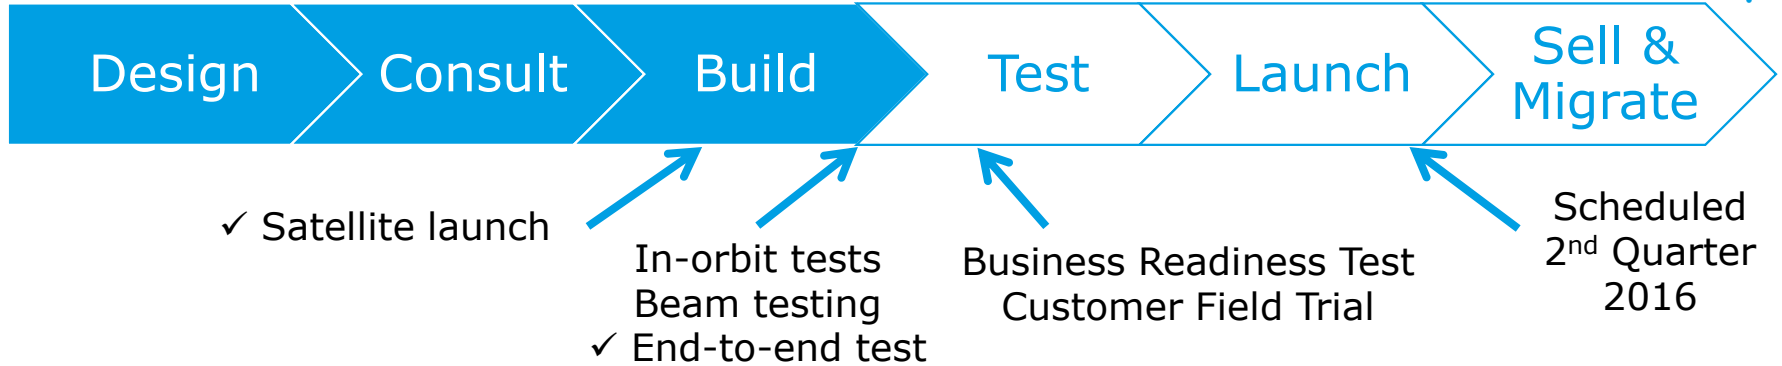 Design
Consult
Build
Test
Launch
Sell &
Migrate
✓ Satellite launch
In-orbit tests
Beam testing
✓ End-to-end test
Business Readiness Test
Customer Field Trial
Scheduled
2nd Quarter
2016